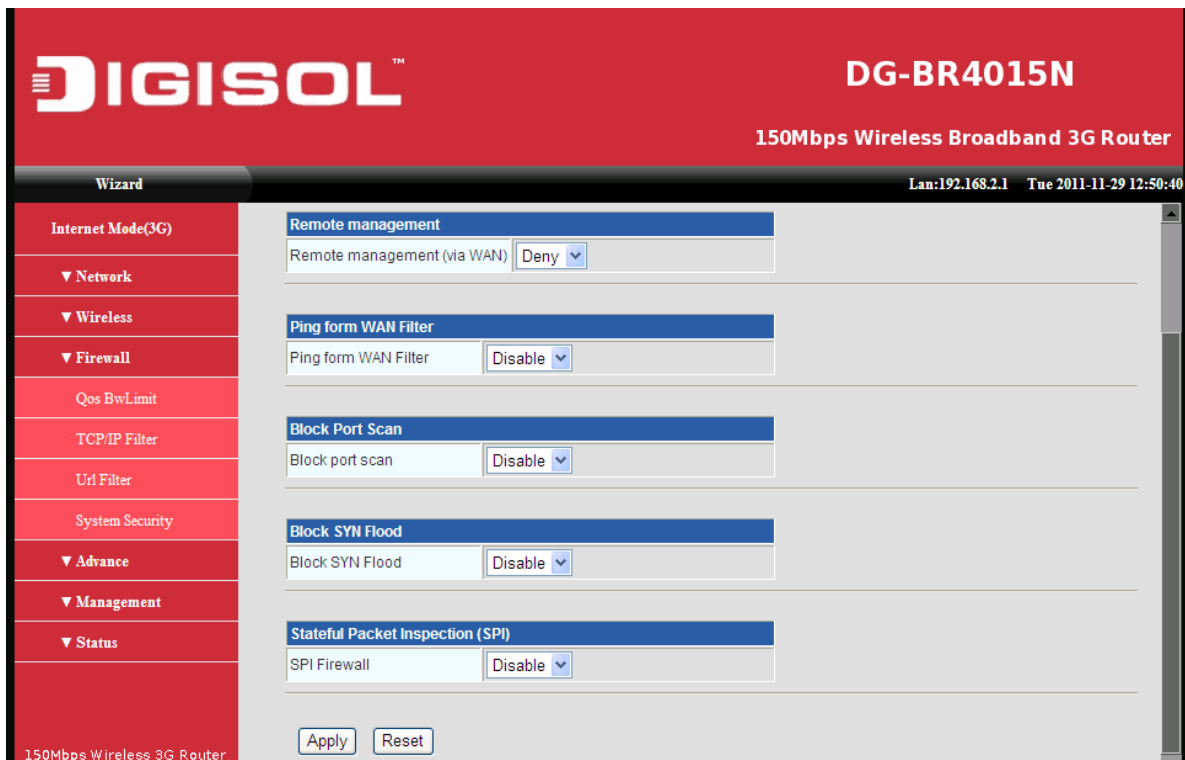 DIGISOL™
DG-BR4015N
150Mbps Wireless Broadband 3G Router
Wizard
Lan:192.168.2.1 Tue 2011-11-29 12:50:40
Internet Mode(3G)
▼ Network
▼ Wireless
▼ Firewall
Qos BwLimit
TCP/IP Filter
Url Filter
System Security
▼ Advance
▼ Management
▼ Status
150Mbps Wireless 3G Router
Remote management
Remote management (via WAN) Deny
Ping form WAN Filter
Ping form WAN Filter Disable
Block Port Scan
Block port scan Disable
Block SYN Flood
Block SYN Flood Disable
Stateful Packet Inspection (SPI)
SPI Firewall Disable
Apply Reset